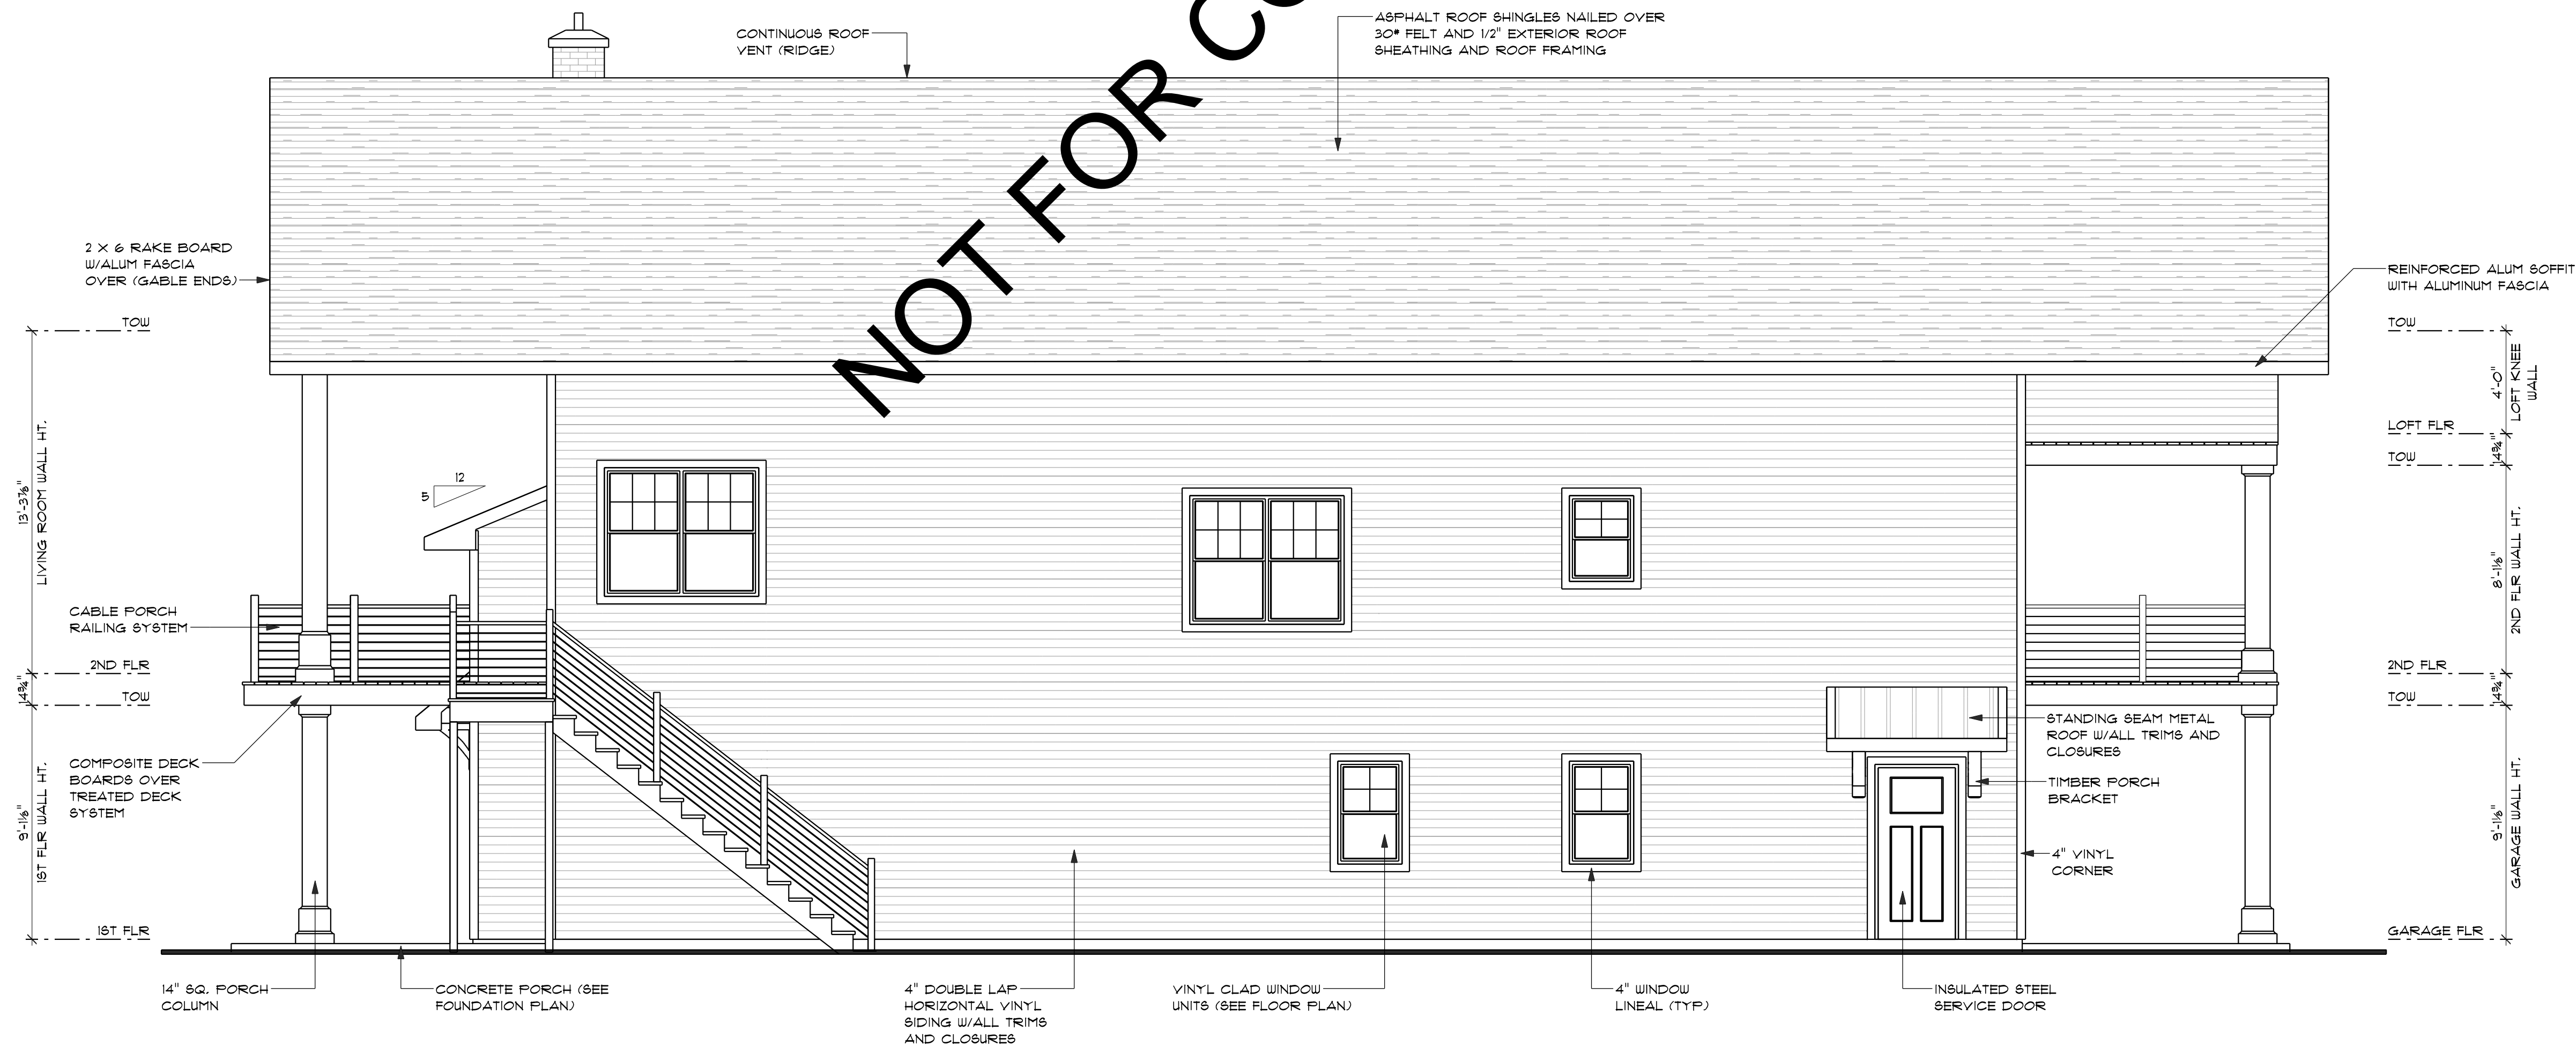 CONTINUOUS ROOF
VENT (RIDGE)
ASPHALT ROOF SHINGLES NAILED OVER
30# FELT AND 1/2" EXTERIOR ROOF
SHEATHING AND ROOF FRAMING
NOT FOR CO
2 X 6 RAKE BOARD
W/ALUM FASCIA
OVER (GABLE ENDS)
REINFORCED ALUM SOFFIT
WITH ALUMINUM FASCIA
TOW
13'-3⅞"
LIVING ROOM WALL HT.
12
5
CABLE PORCH
RAILING SYSTEM
2ND FLR
14¾"
TOW
COMPOSITE DECK
BOARDS OVER
TREATED DECK
SYSTEM
9'-1⅛"
1ST FLR WALL HT.
1ST FLR
TOW
4'-0"
LOFT KNEE
WALL
LOFT FLR
14¾"
TOW
8'-1⅛"
2ND FLR WALL HT.
2ND FLR
14¾"
TOW
STANDING SEAM METAL
ROOF W/ALL TRIMS AND
CLOSURES
TIMBER PORCH
BRACKET
4" VINYL
CORNER
9'-1⅛"
GARAGE WALL HT.
GARAGE FLR
14" SQ. PORCH
COLUMN
CONCRETE PORCH (SEE
FOUNDATION PLAN)
4" DOUBLE LAP
HORIZONTAL VINYL
SIDING W/ALL TRIMS
AND CLOSURES
VINYL CLAD WINDOW
UNITS (SEE FLOOR PLAN)
4" WINDOW
LINEAL (TYP.)
INSULATED STEEL
SERVICE DOOR